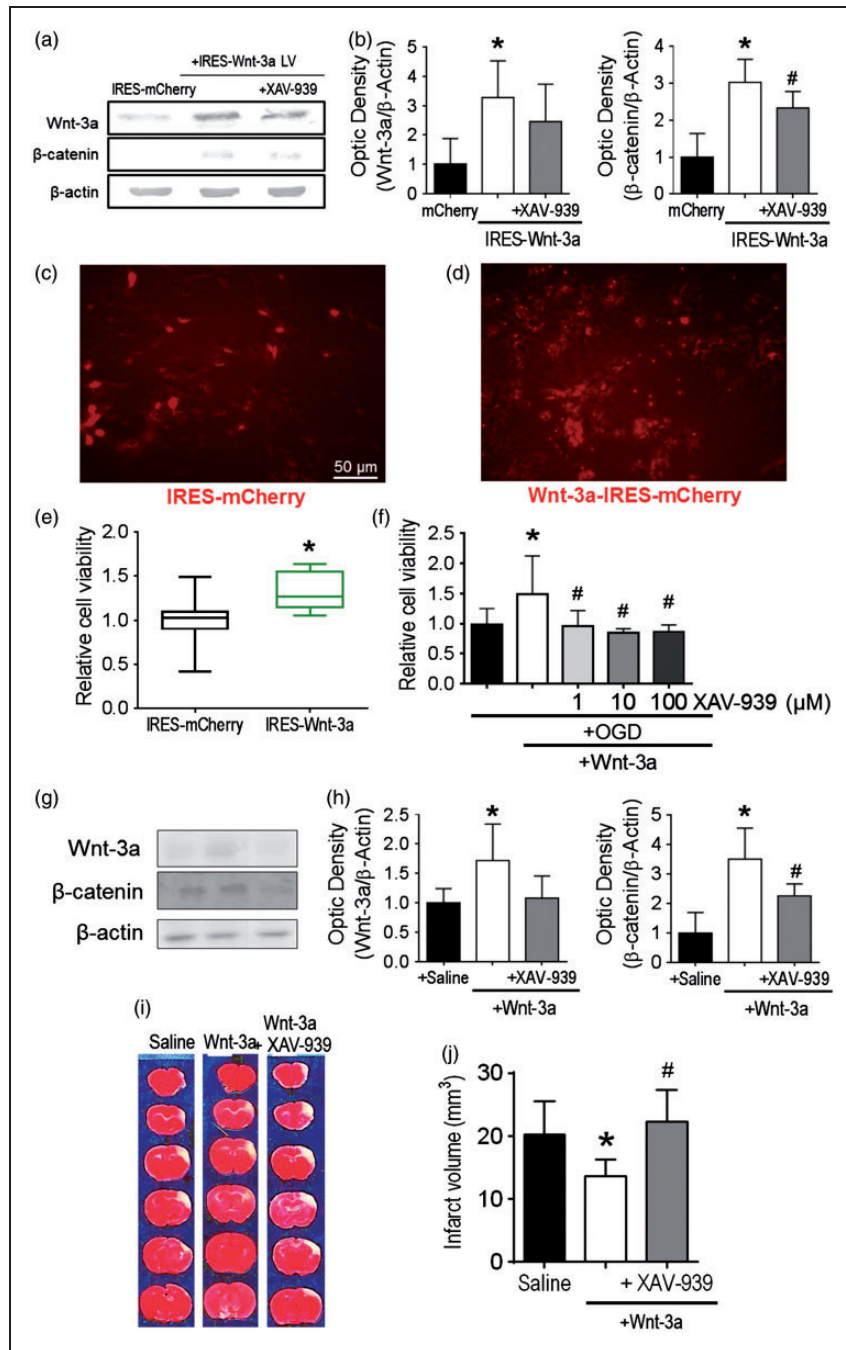 (a)
+IRES-Wnt-3a LV
IRES-mCherry
+XAV-939
Wnt-3a
β-catenin
β-actin
(b)
Optic Density
(Wnt-3a/β-Actin)
5
4
3
2
1
0
*
mCherry
+XAV-939
IRES-Wnt-3a
Optic Density
(β-catenin/β-Actin)
4
3
2
1
0
*
#
mCherry
+XAV-939
IRES-Wnt-3a
(c)
50 µm
IRES-mCherry
(d)
Wnt-3a-IRES-mCherry
(e)
Relative cell viability
2.0
1.5
1.0
0.5
0.0
*
IRES-mCherry
IRES-Wnt-3a
(f)
Relative cell viability
2.5
2.0
1.5
1.0
0.5
0.0
*
#
#
#
1 10 100 XAV-939 (µM)
+OGD
+Wnt-3a
(g)
Wnt-3a
β-catenin
β-actin
(h)
Optic Density
(Wnt-3a/β-Actin)
2.5
2.0
1.5
1.0
0.5
0.0
*
+Saline
+XAV-939
+Wnt-3a
Optic Density
(β-catenin/β-Actin)
5
4
3
2
1
0
*
#
+Saline
+XAV-939
+Wnt-3a
(i)
Saline
Wnt-3a
Wnt-3a
+ XAV-939
(j)
Infarct volume (mm³)
30
20
10
0
*
#
Saline
+ XAV-939
+Wnt-3a